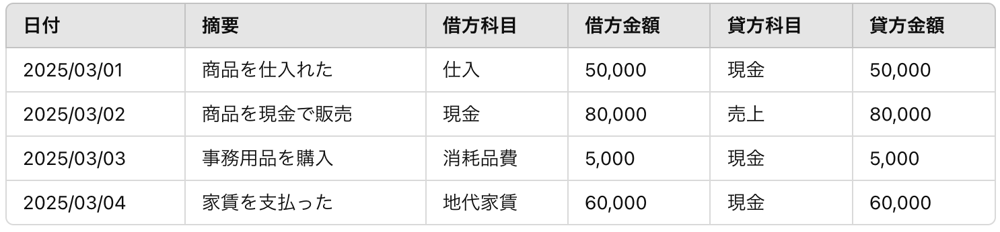 日付 摘要 借方科目 借方金額 貸方科目 貸方金額
2025/03/01 商品を仕入れた 仕入 50,000 現金 50,000
2025/03/02 商品を現金で販売 現金 80,000 売上 80,000
2025/03/03 事務用品を購入 消耗品費 5,000 現金 5,000
2025/03/04 家賃を支払った 地代家賃 60,000 現金 60,000